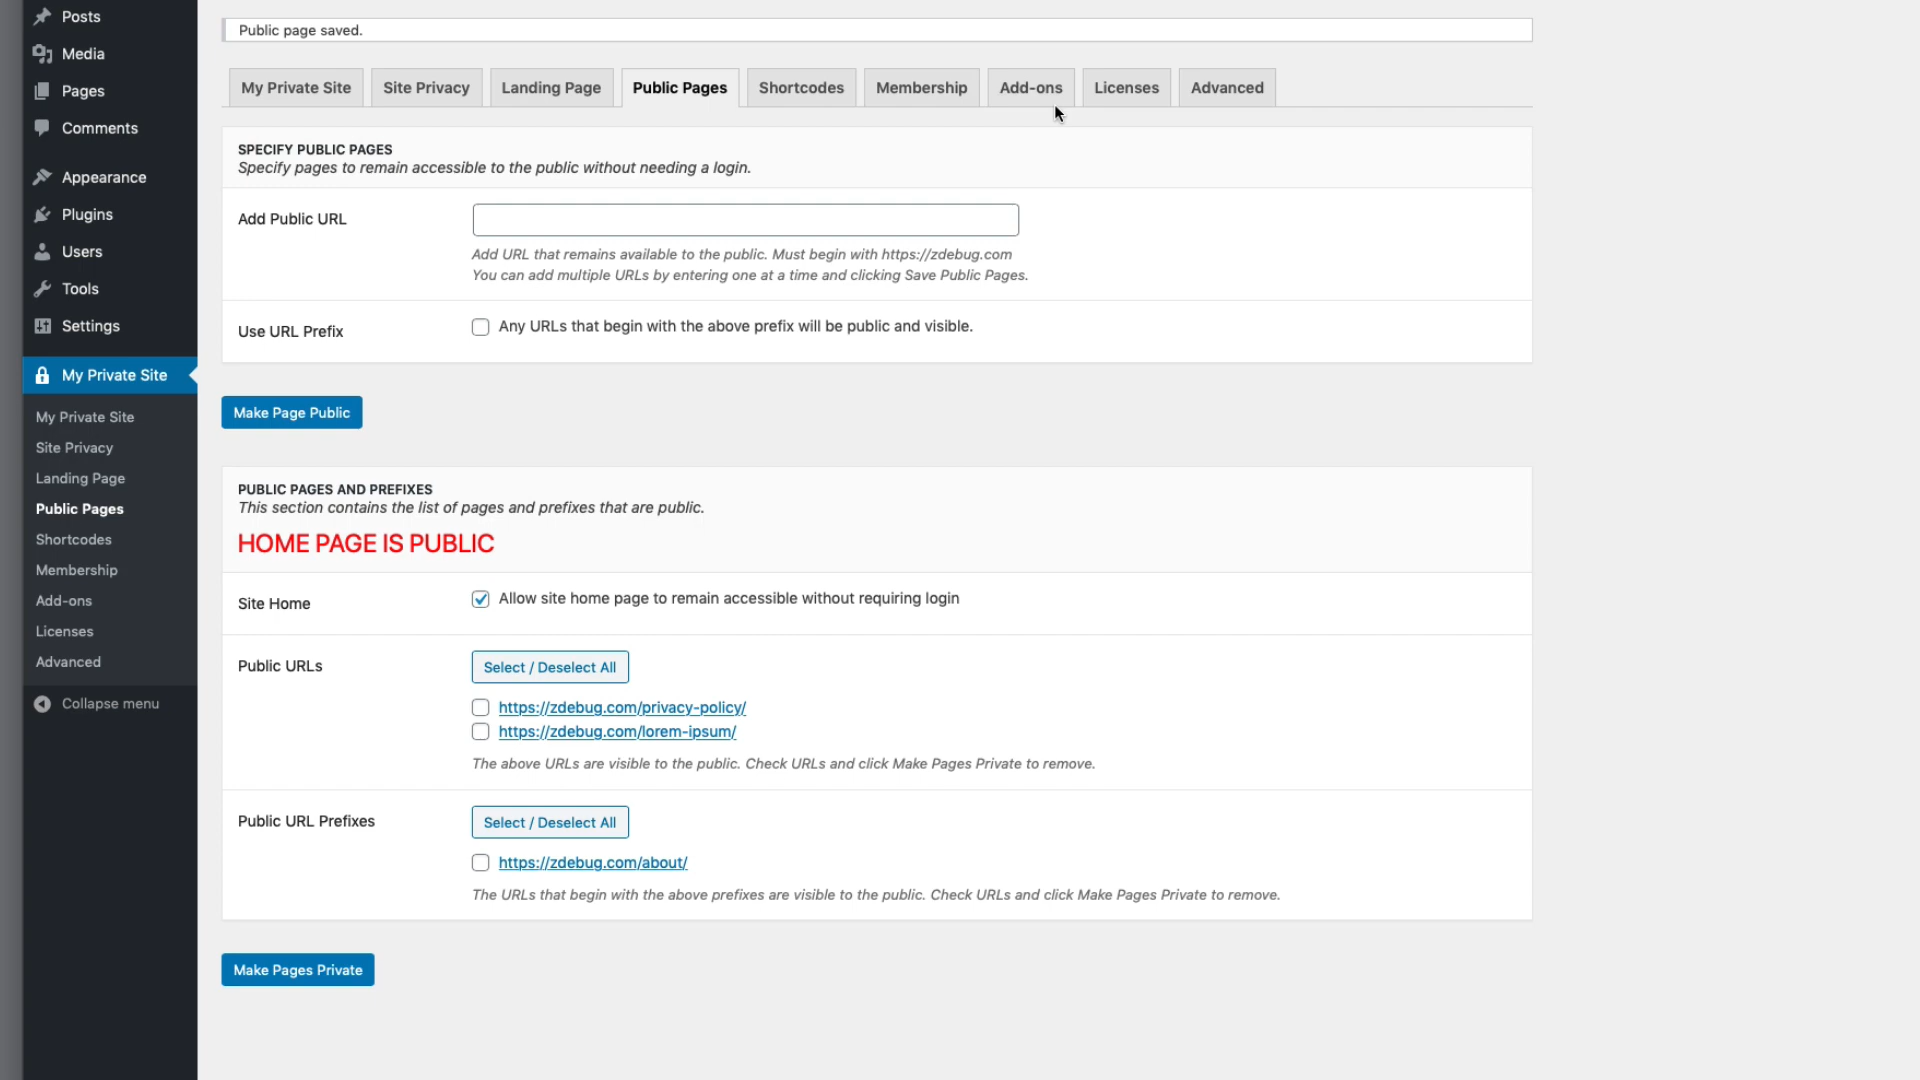 Posts
Media
Pages
Comments
Appearance
Plugins
Users
Tools
Settings
My Private Site
My Private Site
Site Privacy
Landing Page
Public Pages
Shortcodes
Membership
Add-ons
Licenses
Advanced
Collapse menu
Public page saved.
My Private Site Site Privacy Landing Page Public Pages Shortcodes Membership Add-ons Licenses Advanced
SPECIFY PUBLIC PAGES
Specify pages to remain accessible to the public without needing a login.
Add Public URL
Add URL that remains available to the public. Must begin with https://zdebug.com
You can add multiple URLs by entering one at a time and clicking Save Public Pages.
Use URL Prefix
Any URLs that begin with the above prefix will be public and visible.
Make Page Public
PUBLIC PAGES AND PREFIXES
This section contains the list of pages and prefixes that are public.
HOME PAGE IS PUBLIC
Site Home
Allow site home page to remain accessible without requiring login
Public URLs
Select / Deselect All
https://zdebug.com/privacy-policy/
https://zdebug.com/lorem-ipsum/
The above URLs are visible to the public. Check URLs and click Make Pages Private to remove.
Public URL Prefixes
Select / Deselect All
https://zdebug.com/about/
The URLs that begin with the above prefixes are visible to the public. Check URLs and click Make Pages Private to remove.
Make Pages Private